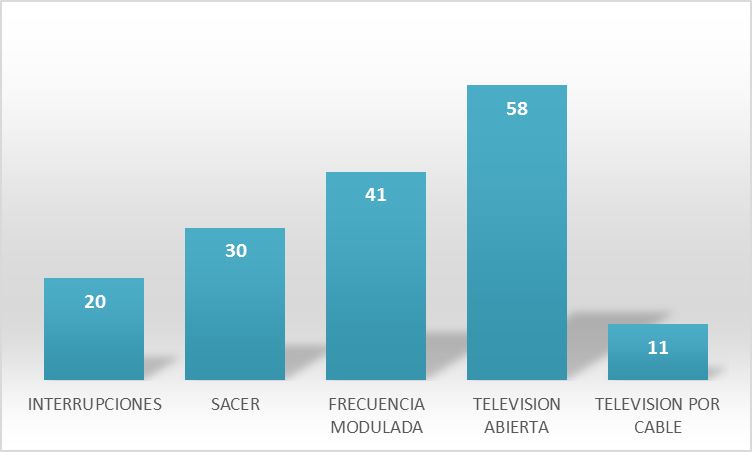 58
41
30
20
11
INTERRUPCIONES
SACER
FRECUENCIA
MODULADA
TELEVISION
ABIERTA
TELEVISION POR
CABLE